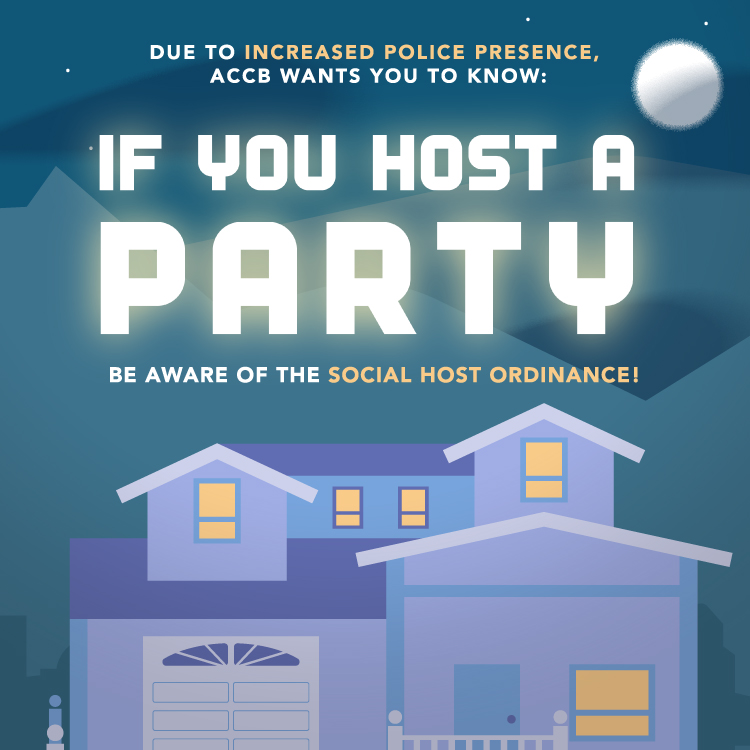 DUE TO INCREASED POLICE PRESENCE,
ACCB WANTS YOU TO KNOW:
IF YOU HOST A
PARTY
BE AWARE OF THE SOCIAL HOST ORDINANCE!